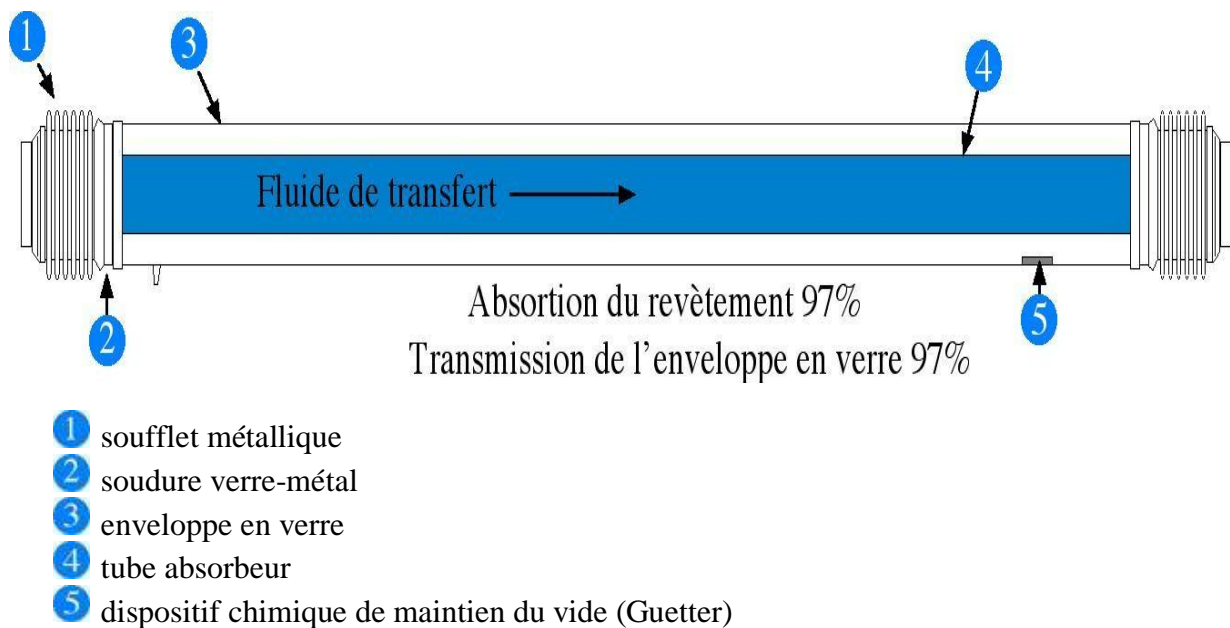 1
3
4
Fluide de transfert
2
5
Absortion du revètement 97%
Transmission de l'enveloppe en verre 97%
1 soufflet métallique
2 soudure verre-métal
3 enveloppe en verre
4 tube absorbeur
5 dispositif chimique de maintien du vide (Guetter)